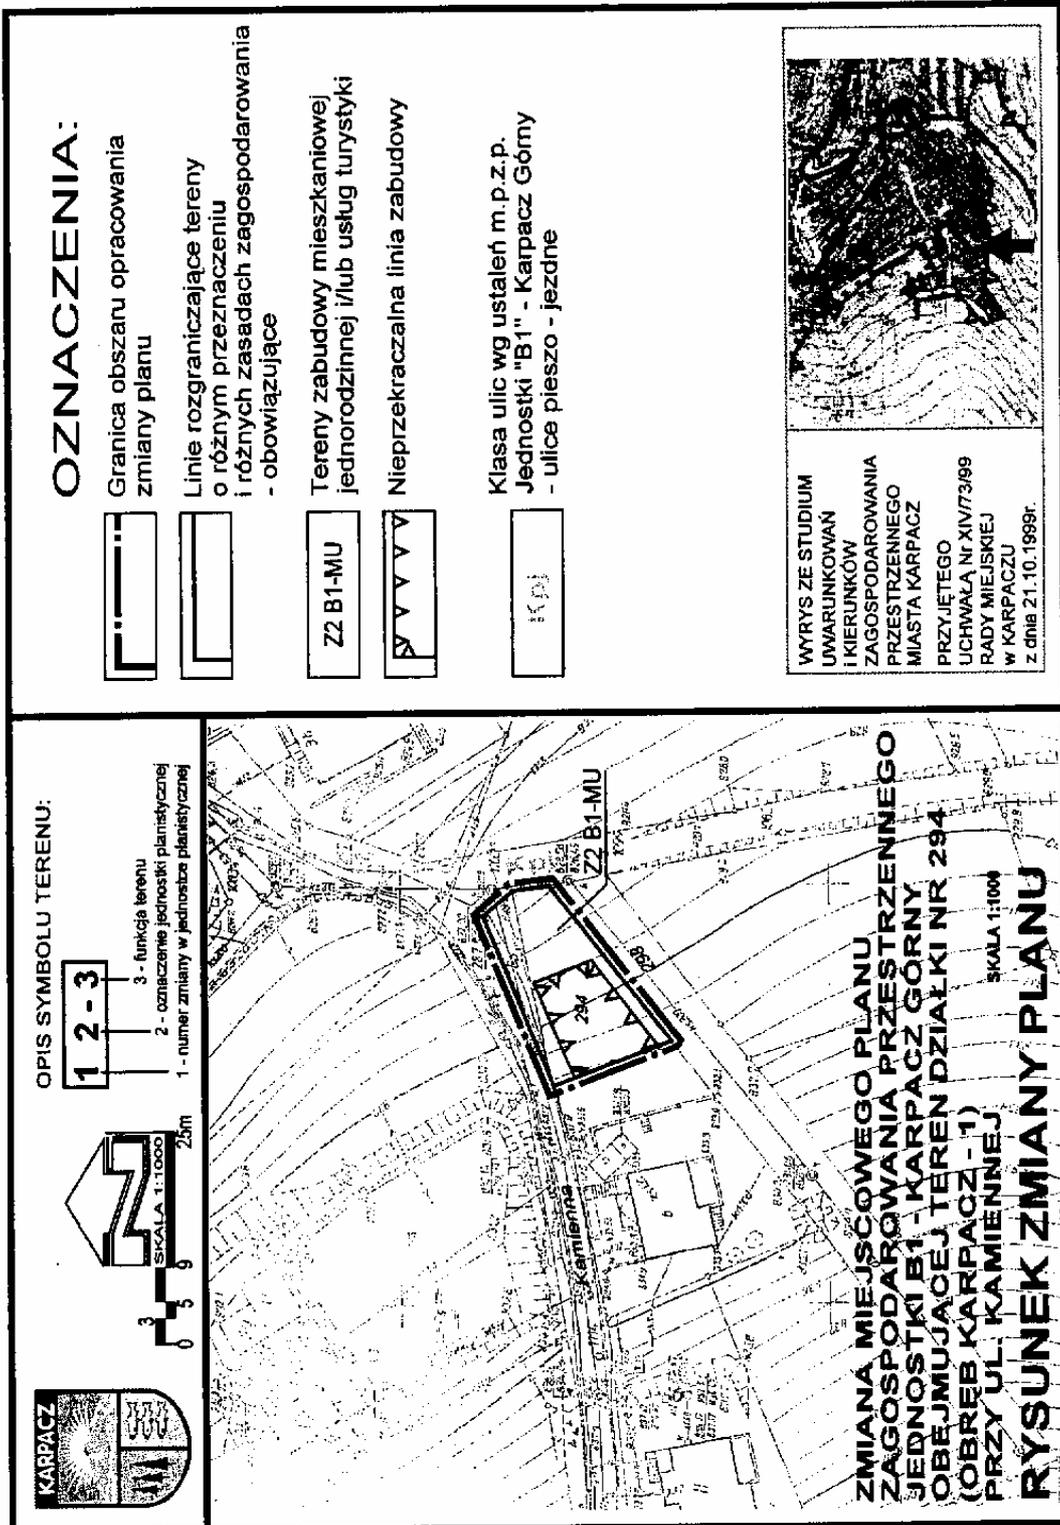 KARPACZ
SKALA 1:1000
3
0 5 9 25m
OPIS SYMBOLU TERENU:
1 2 - 3
3 - funkcja terenu
2 - oznaczenie jednostki planistycznej
1 - numer zmiany w jednostce planistycznej
Kamienna
294
298
Z2 B1-MU
ZMIANA MIEJSCOWEGO PLANU
ZAGOSPODAROWANIA PRZESTRZENNEGO
JEDNOSTKI B1 - KARPACZ GÓRNY
OBEJMUJĄCEJ TEREN DZIAŁKI NR 294
(OBRĘB KARPACZ - 1)
PRZY UL. KAMIENNEJ
SKALA 1:1000
RYSUNEK ZMIANY PLANU
OZNACZENIA:
Granica obszaru opracowania
zmiany planu
Linie rozgraniczające tereny
o różnym przeznaczeniu
i różnych zasadach zagospodarowania
- obowiązujące
Z2 B1-MU
Tereny zabudowy mieszkaniowej
jednorodzinnej i/lub usług turystyki
Nieprzekraczalna linia zabudowy
Kpj
Klasa ulic wg ustaleń m.p.z.p.
Jednostki "B1" - Karpacz Górny
- ulice pieszo - jezdne
WYRYS ZE STUDIUM
UWARUNKOWAŃ
i KIERUNKÓW
ZAGOSPODAROWANIA
PRZESTRZENNEGO
MIASTA KARPACZ
PRZYJĘTEGO
UCHWAŁĄ Nr XIV/73/99
RADY MIEJSKIEJ
w KARPACZU
z dnia 21.10.1999r.